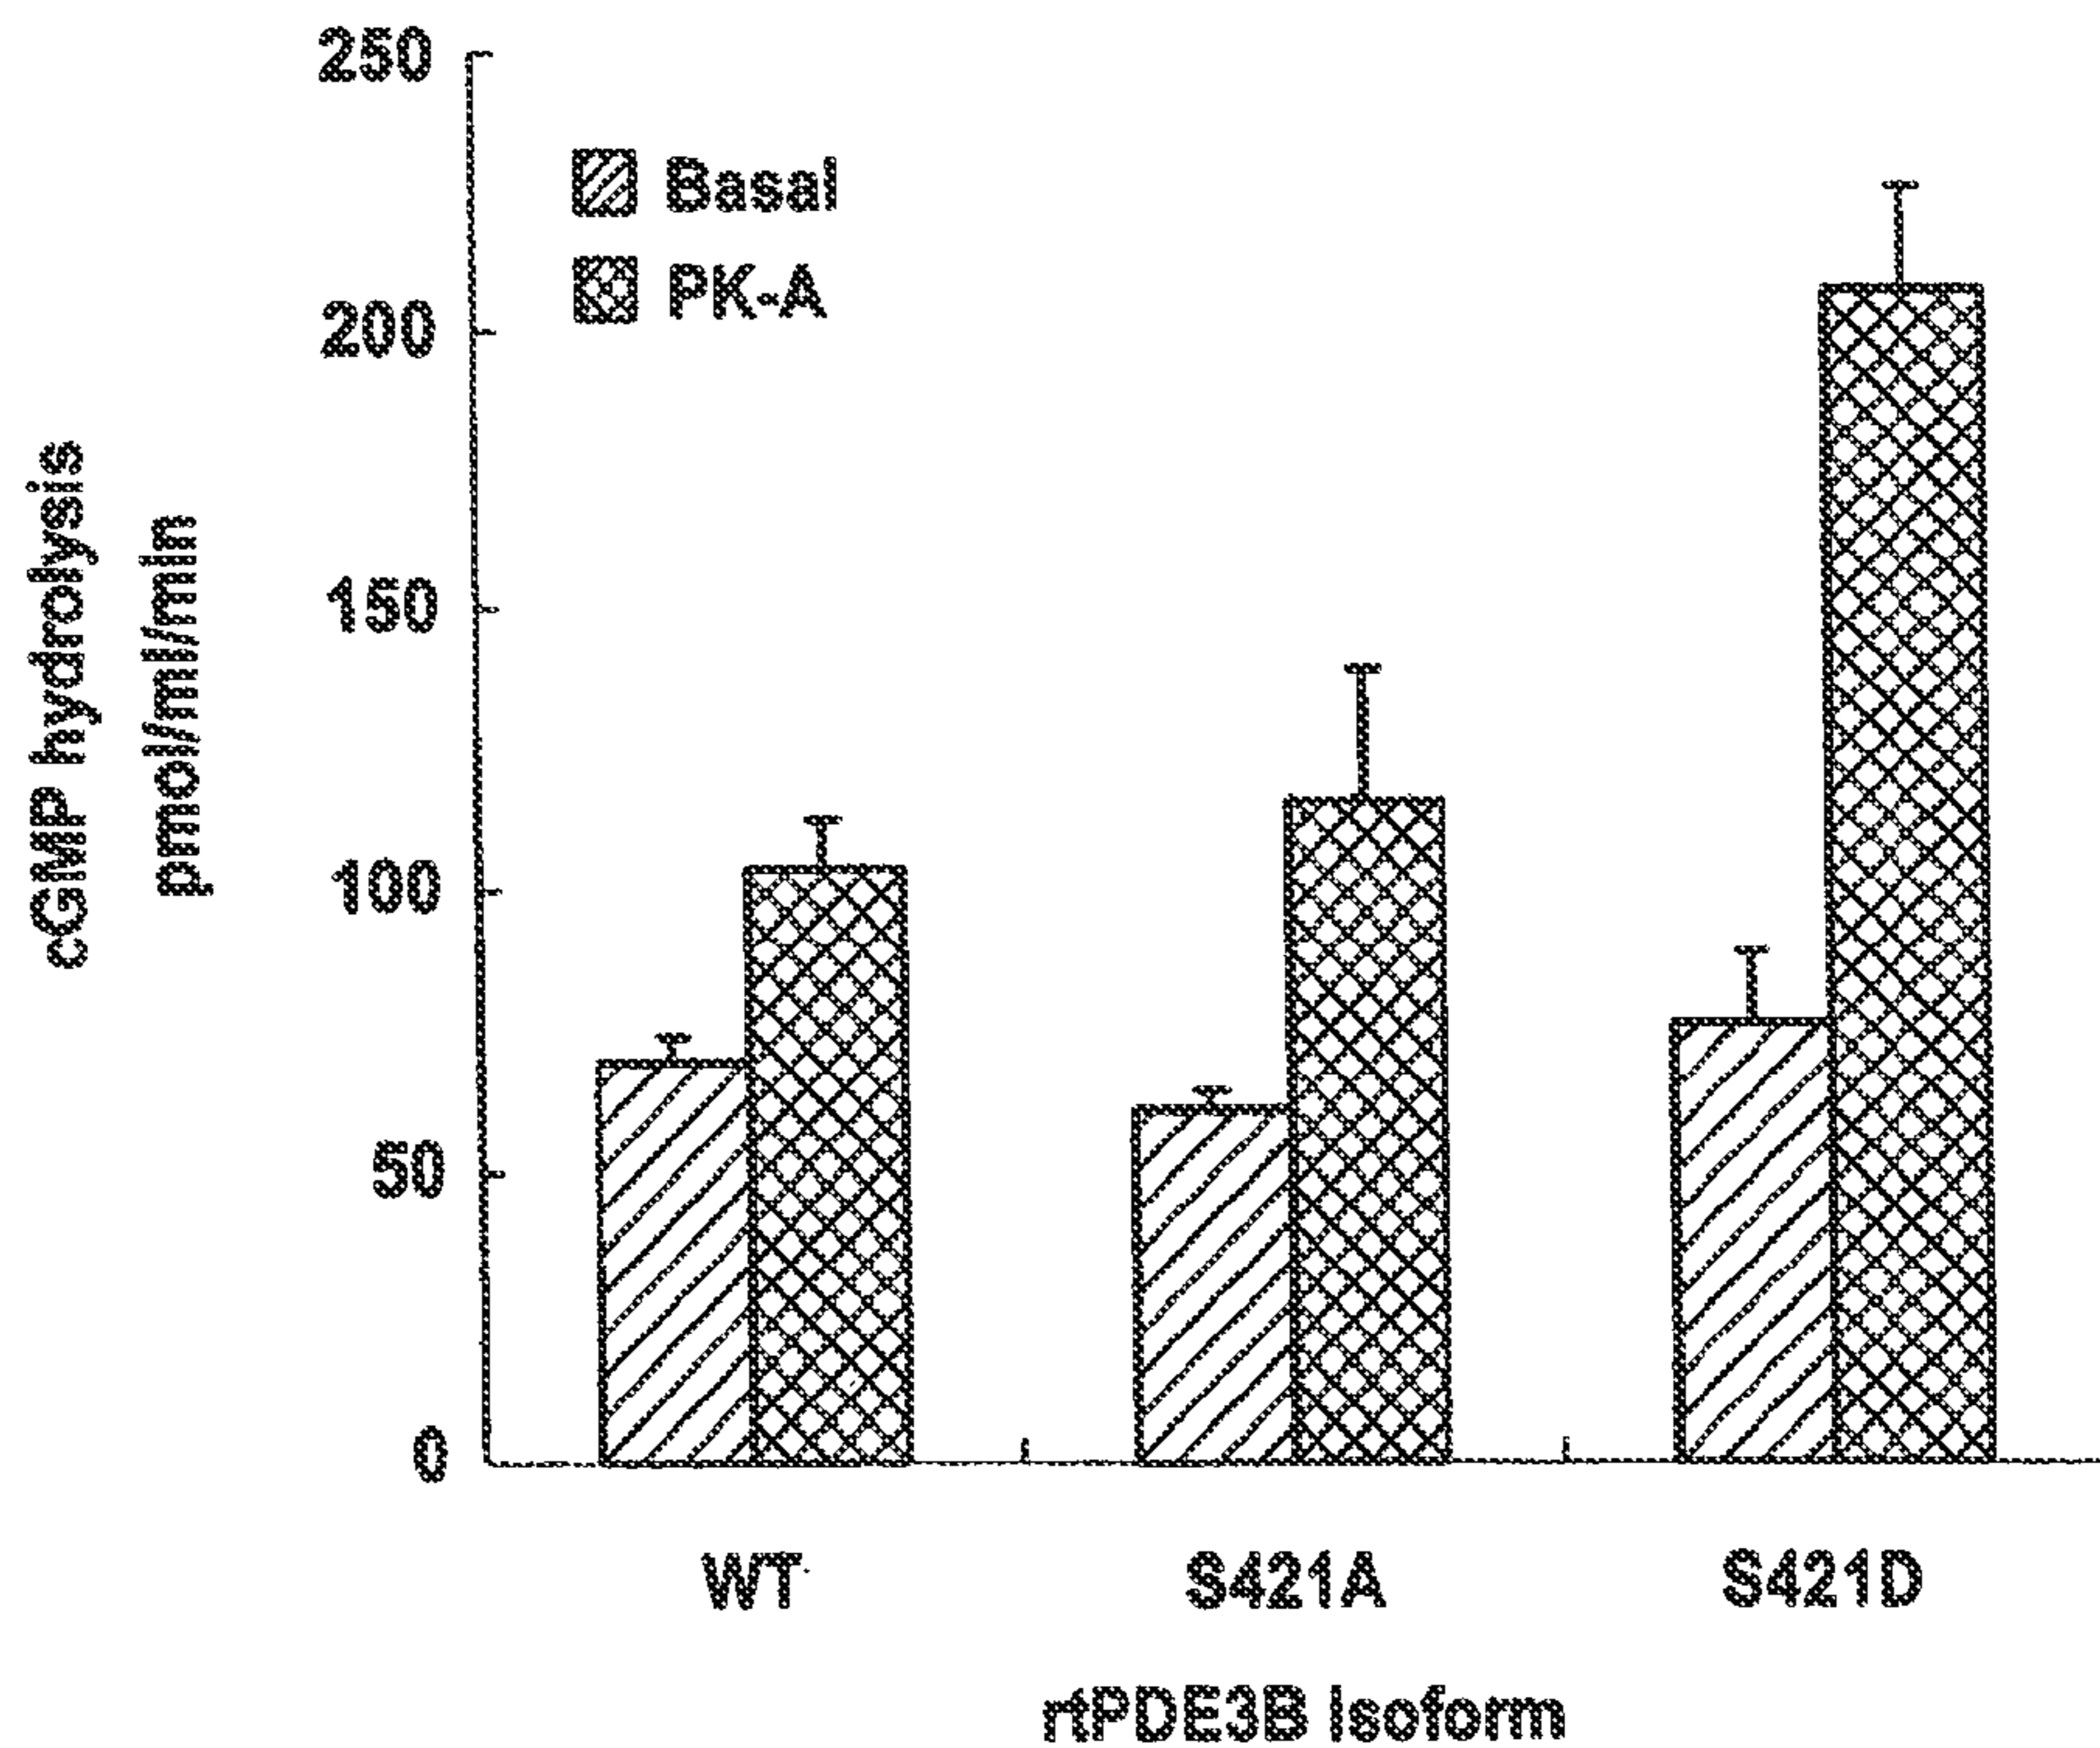 250
200
150
100
50
0
cGMP hydrolysis
pmol/ml/min
Basal
PK-A
WT
S421A
S421D
rtPDE3B Isoform